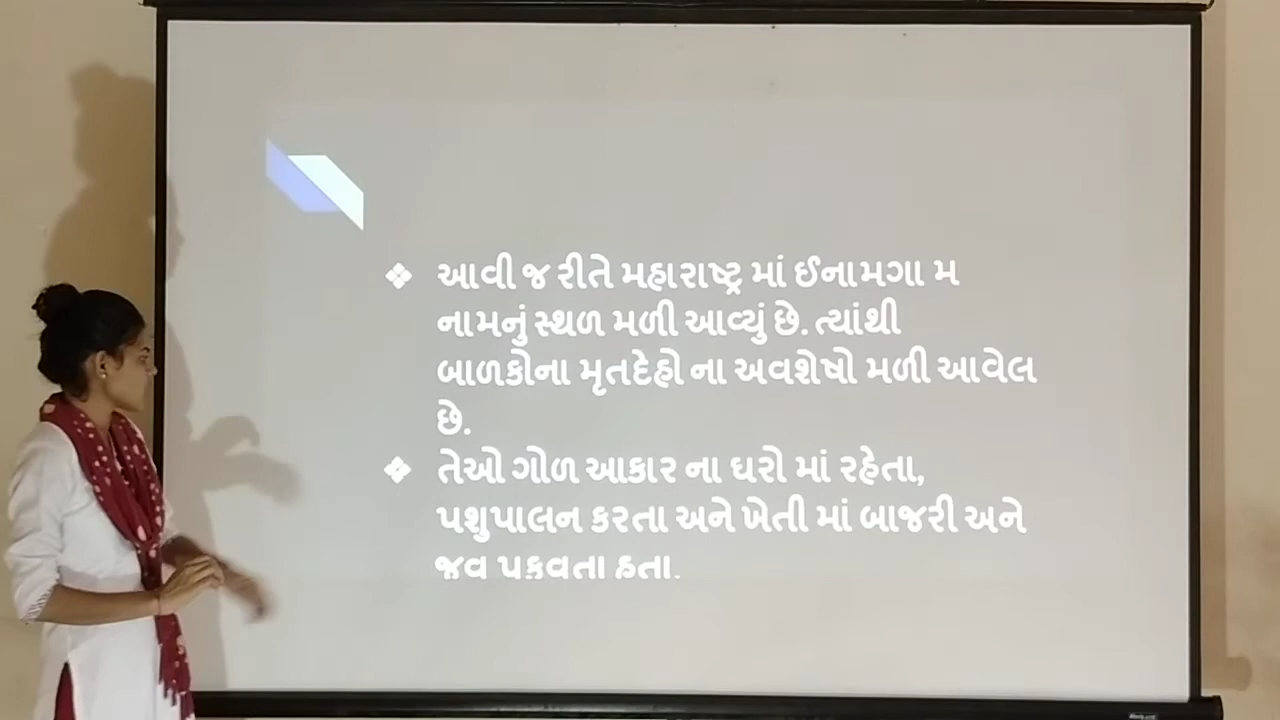 ❖ આવી જ રીતે મહારાષ્ટ્ર માં ઈનામગા મ
નામનું સ્થળ મળી આવ્યું છે. ત્યાંથી
બાળકોના મૃતદેહો ના અવશેષો મળી આવેલ
છે.
❖ તેઓ ગોળ આકાર ના ઘરો માં રહેતા,
પશુપાલન કરતા અને ખેતી માં બાજરી અને
જવ પકવતા હતા.